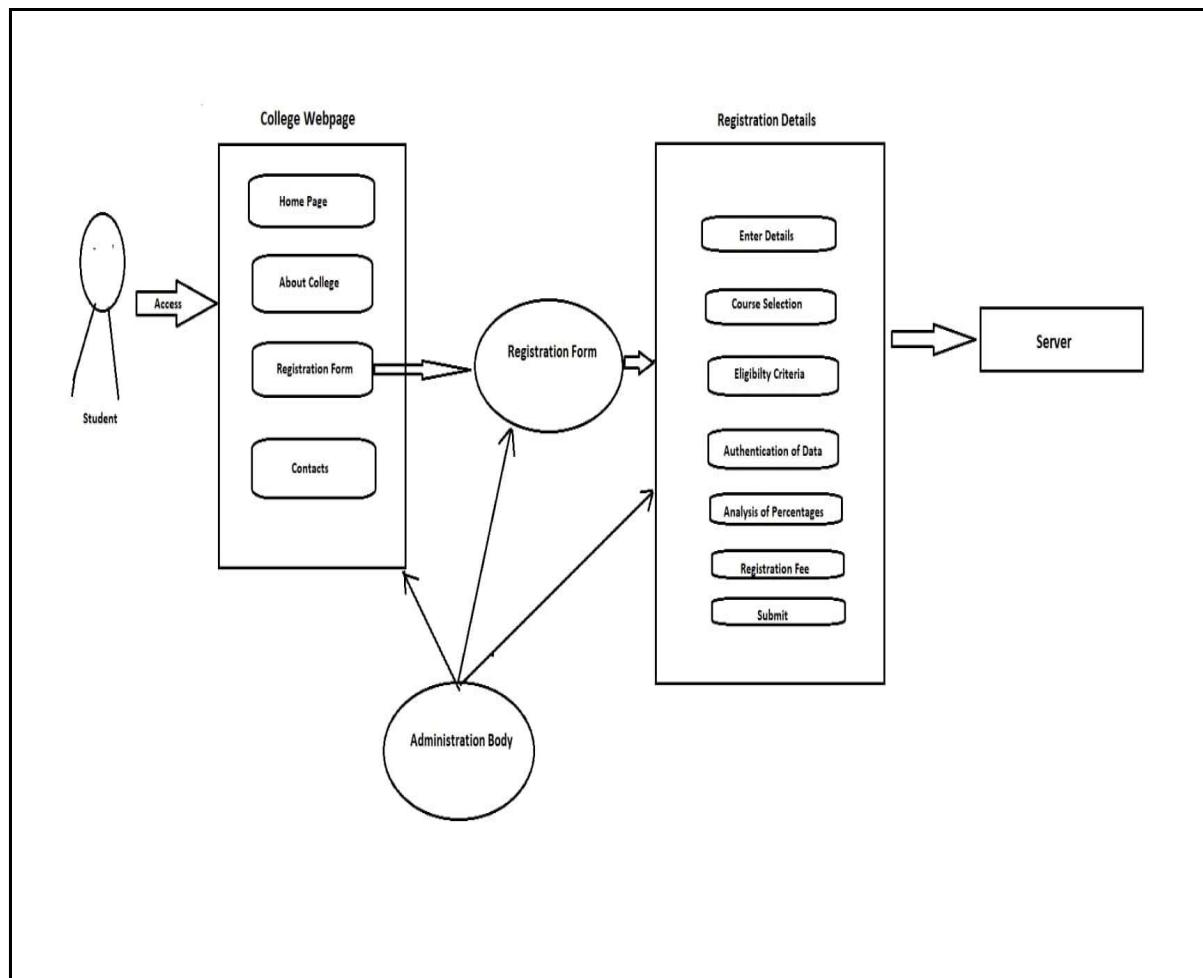 College Webpage
Home Page
About College
Registration Form
Contacts
Access
Student
Registration Form
Administration Body
Registration Details
Enter Details
Course Selection
Eligibilty Criteria
Authentication of Data
Analysis of Percentages
Registration Fee
Submit
Server